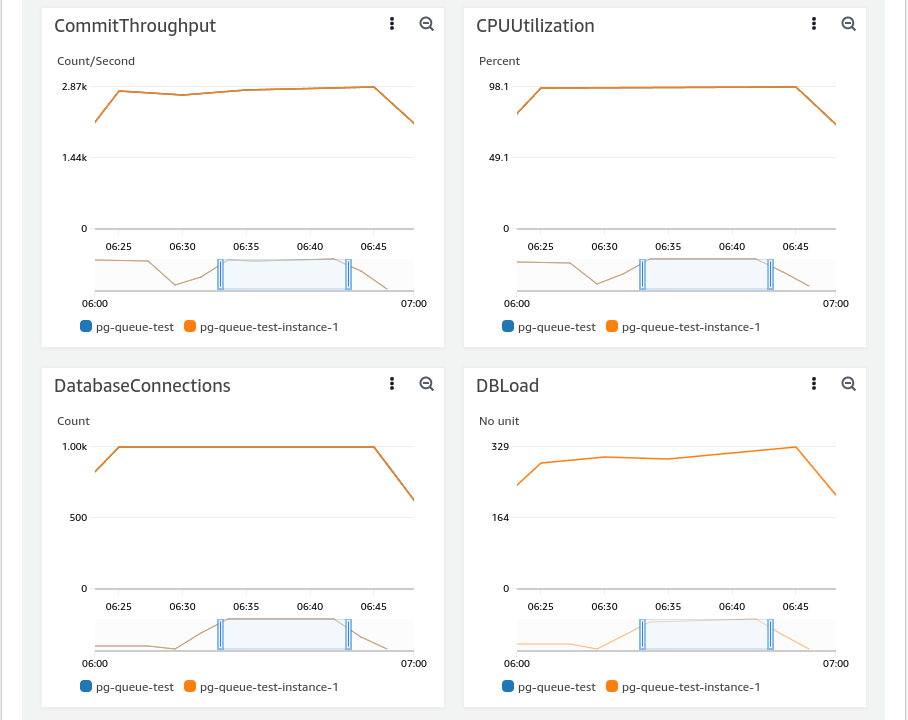 CommitThroughput
Count/Second
2.87k
1.44k
0
06:25 06:30 06:35 06:40 06:45
06:00 07:00
pg-queue-test pg-queue-test-instance-1
CPUUtilization
Percent
98.1
49.1
0
06:25 06:30 06:35 06:40 06:45
06:00 07:00
pg-queue-test pg-queue-test-instance-1
DatabaseConnections
Count
1.00k
500
0
06:25 06:30 06:35 06:40 06:45
06:00 07:00
pg-queue-test pg-queue-test-instance-1
DBLoad
No unit
329
164
0
06:25 06:30 06:35 06:40 06:45
06:00 07:00
pg-queue-test pg-queue-test-instance-1